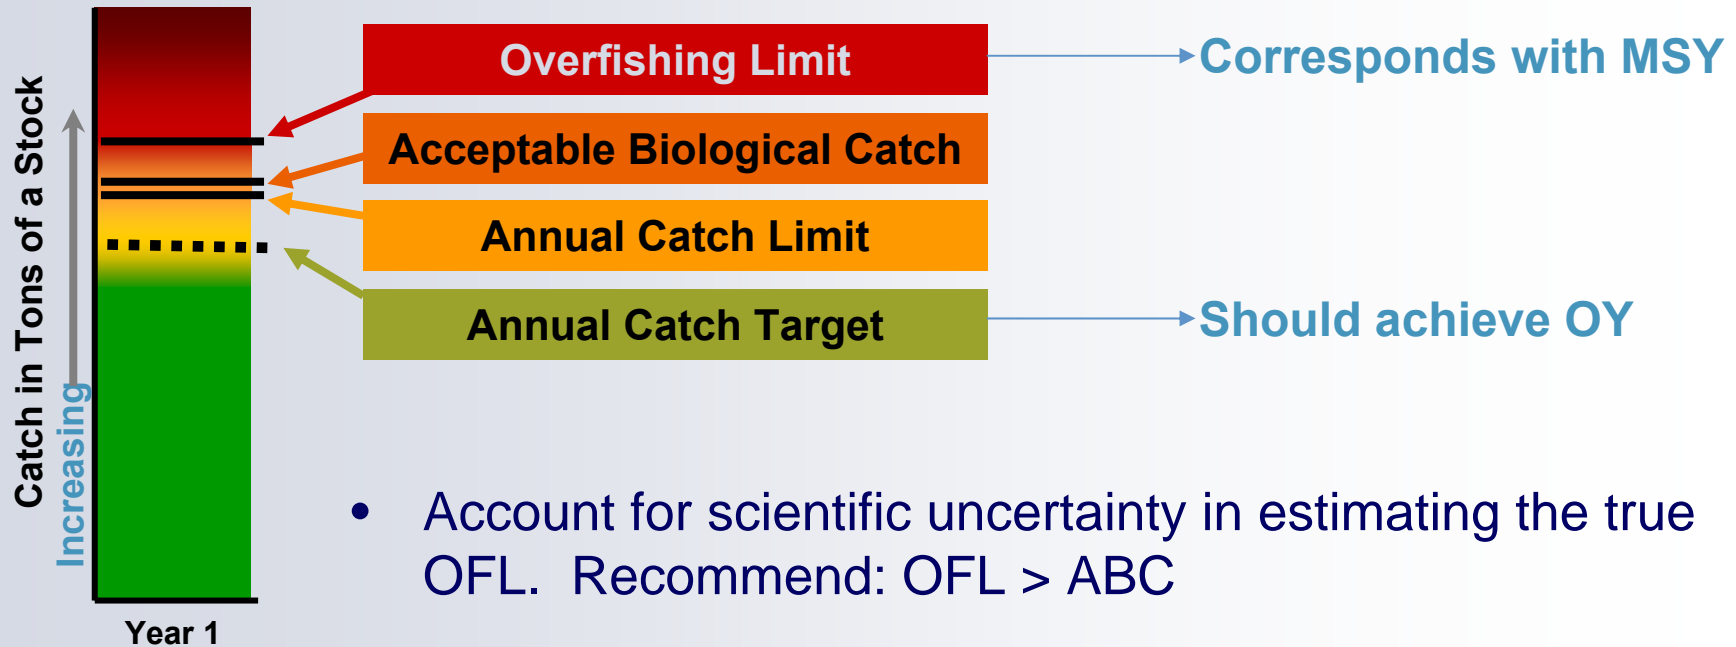 Catch in Tons of a Stock
Increasing
Year 1
Overfishing Limit
Corresponds with MSY
Acceptable Biological Catch
Annual Catch Limit
Annual Catch Target
Should achieve OY
• Account for scientific uncertainty in estimating the true
OFL. Recommend: OFL > ABC